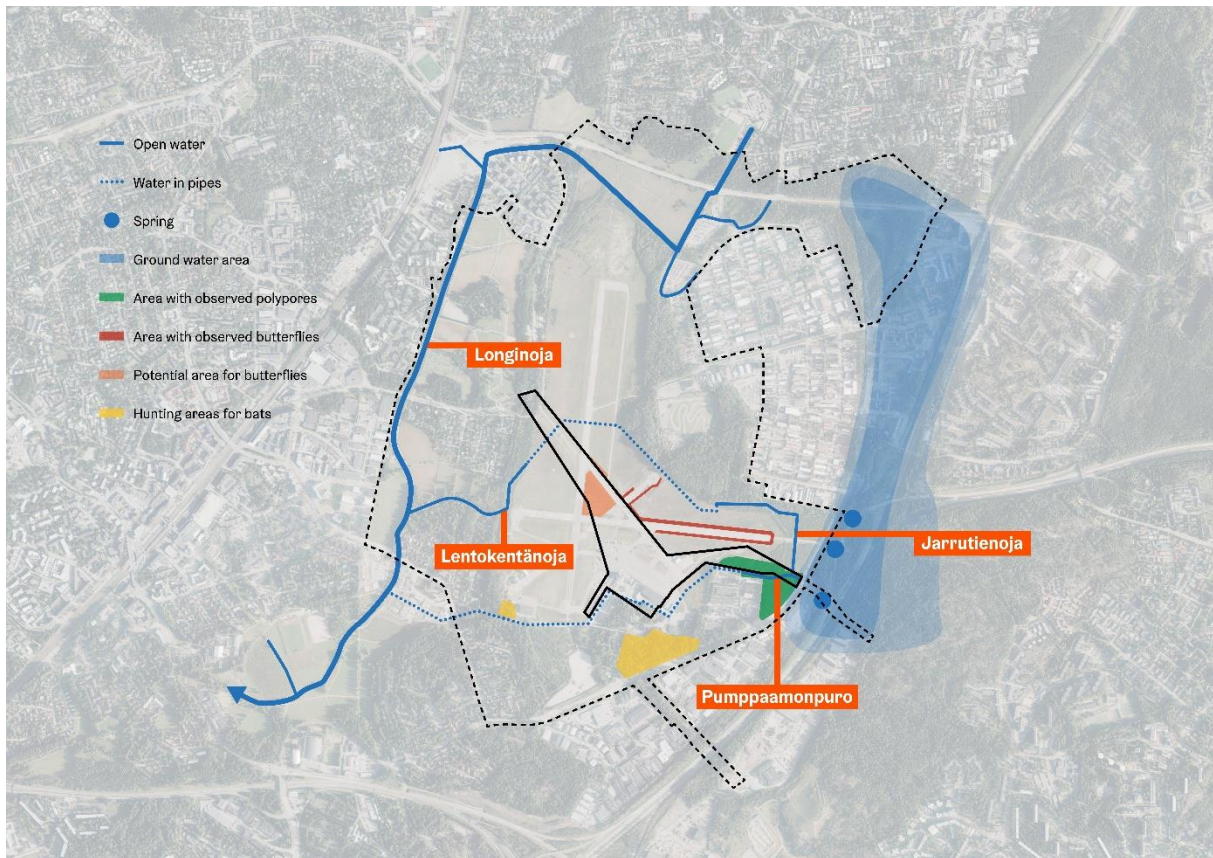 Open water
Water in pipes
Spring
Ground water area
Area with observed polypores
Area with observed butterflies
Potential area for butterflies
Hunting areas for bats
Longinoja
Lentokentänoja
Jarrutienoja
Pumppaamonpuro